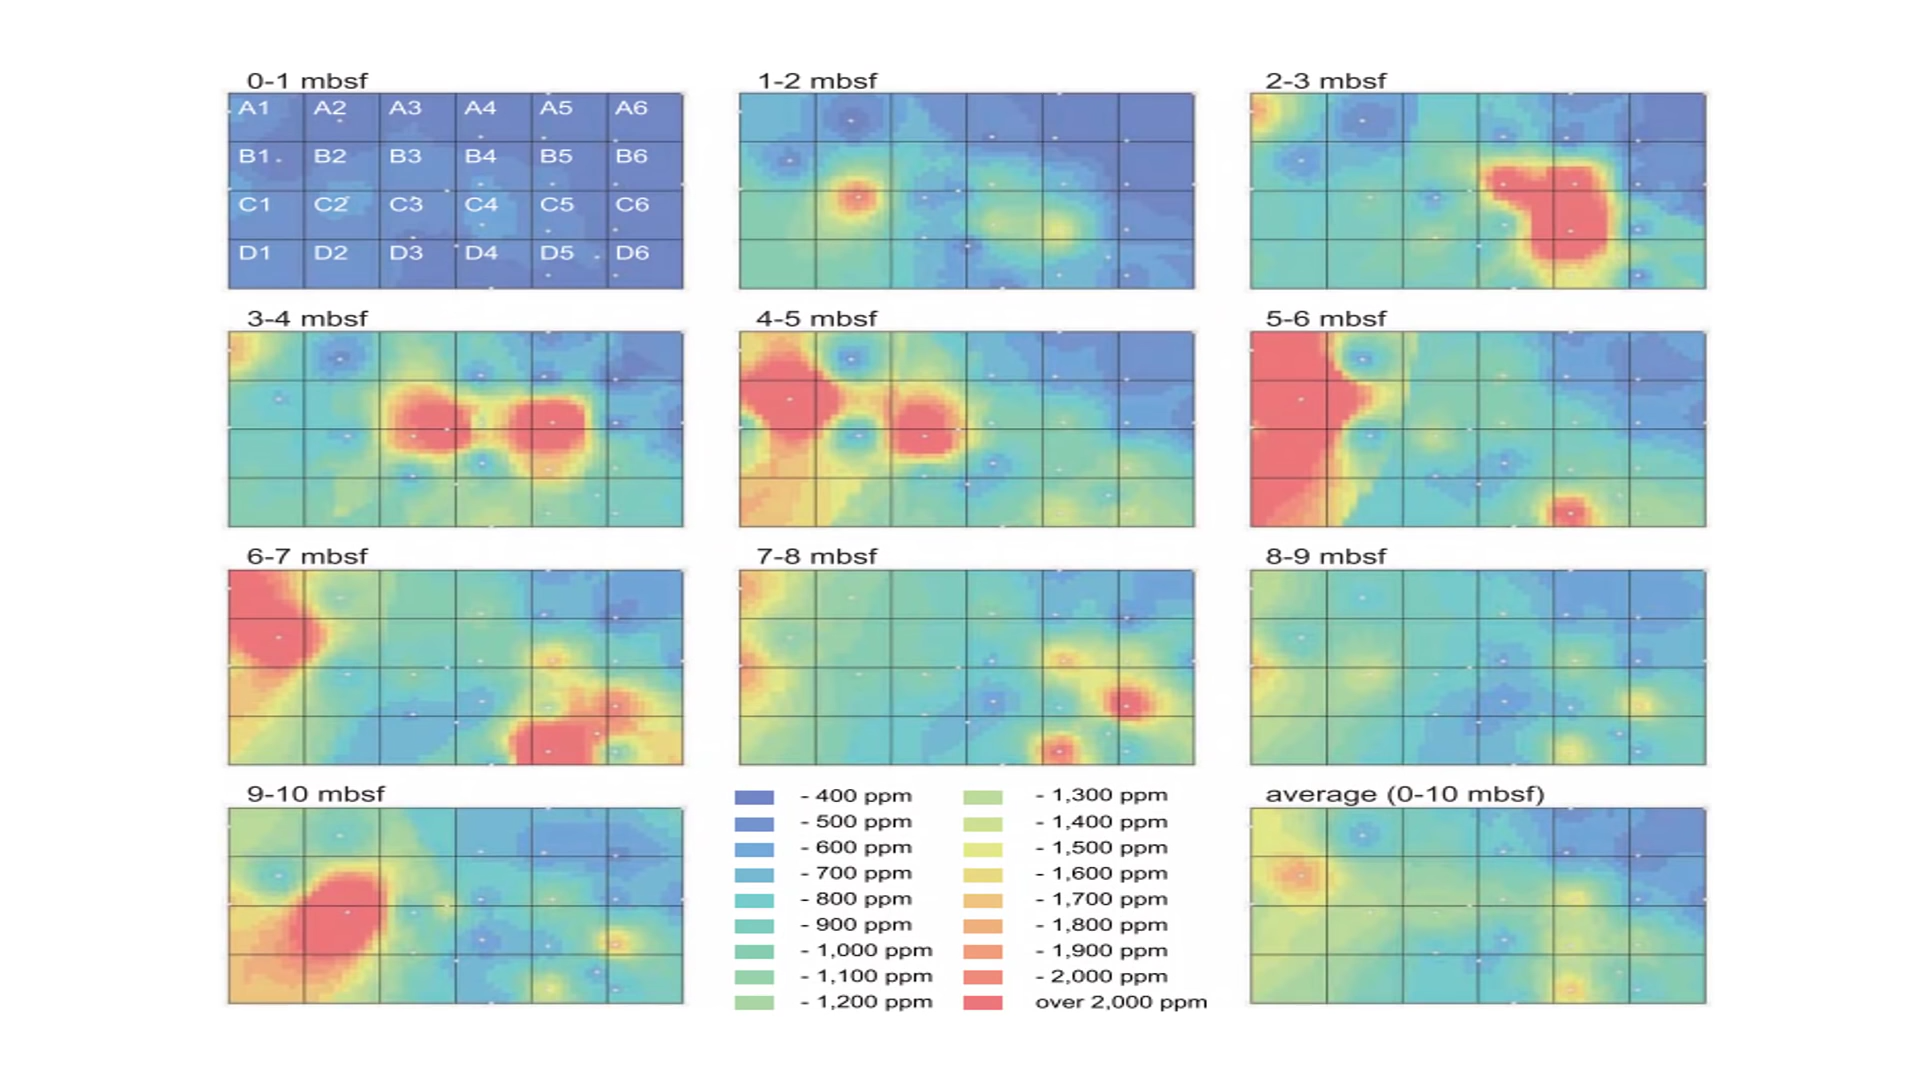 0-1 mbsf
A1 A2 A3 A4 A5 A6
B1 B2 B3 B4 B5 B6
C1 C2 C3 C4 C5 C6
D1 D2 D3 D4 D5 D6
1-2 mbsf
2-3 mbsf
3-4 mbsf
4-5 mbsf
5-6 mbsf
6-7 mbsf
7-8 mbsf
8-9 mbsf
9-10 mbsf
- 400 ppm
- 500 ppm
- 600 ppm
- 700 ppm
- 800 ppm
- 900 ppm
- 1,000 ppm
- 1,100 ppm
- 1,200 ppm
- 1,300 ppm
- 1,400 ppm
- 1,500 ppm
- 1,600 ppm
- 1,700 ppm
- 1,800 ppm
- 1,900 ppm
- 2,000 ppm
over 2,000 ppm
average (0-10 mbsf)